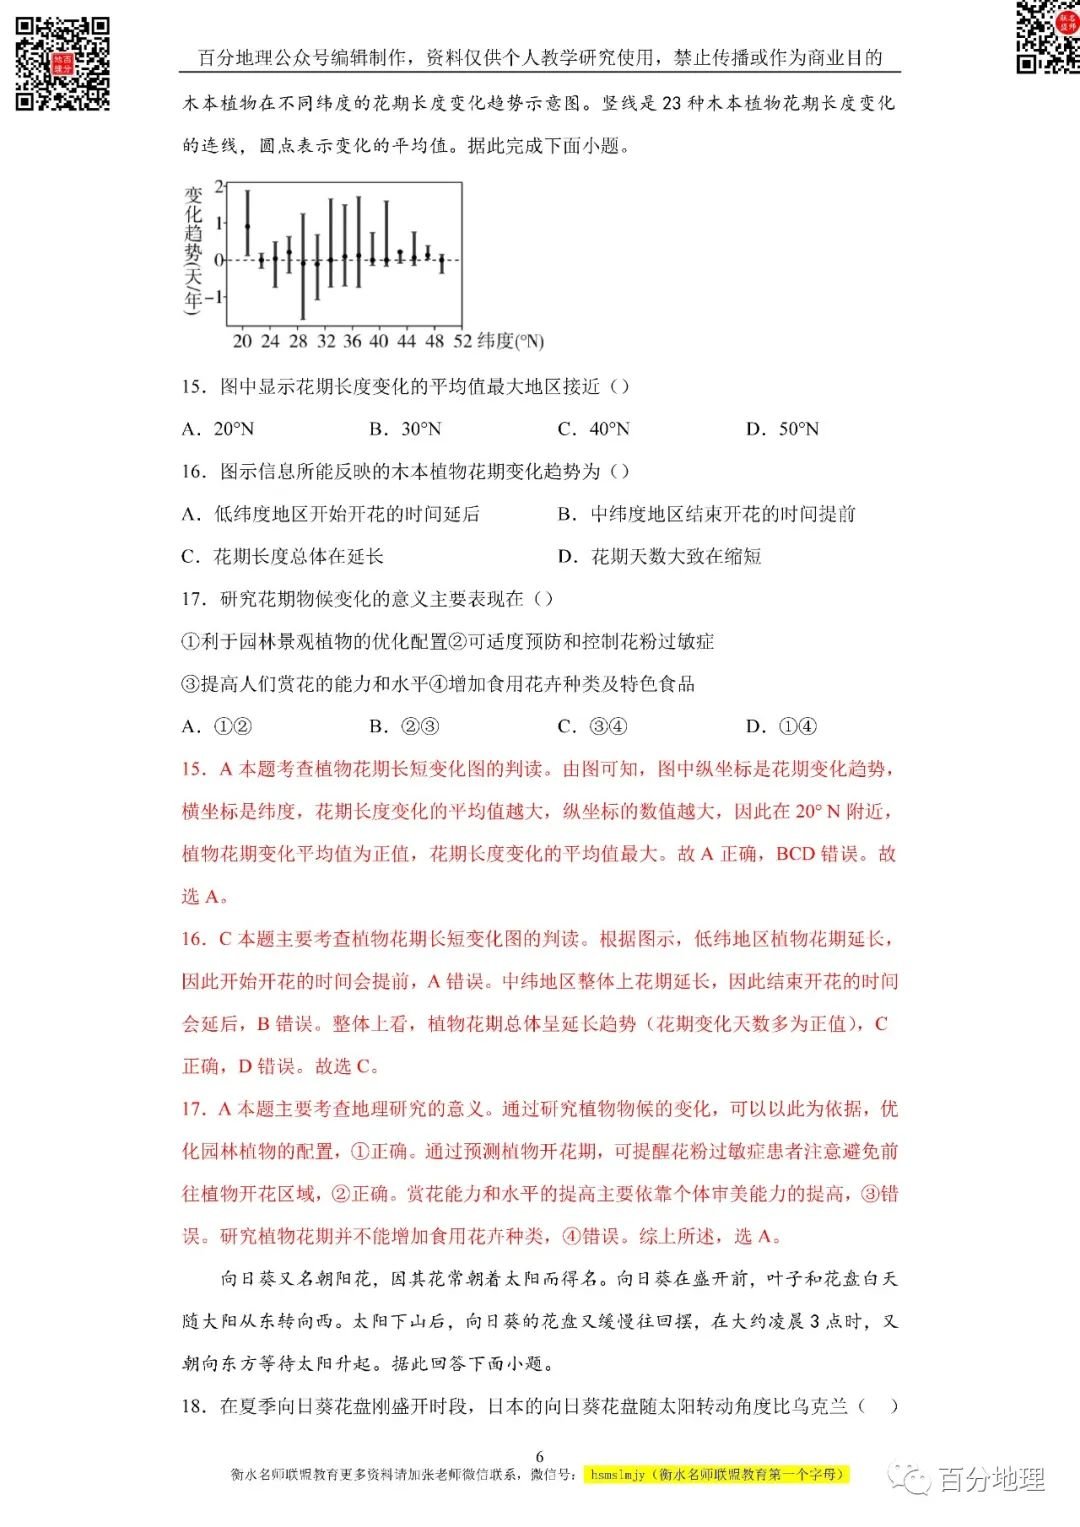 百分地理公众号编辑制作，资料仅供个人教学研究使用，禁止传播或作为商业目的
木本植物在不同纬度的花期长度变化趋势示意图。竖线是 23 种木本植物花期长度变化
的连线，圆点表示变化的平均值。据此完成下面小题。
变化趋势(天/年)
2
1
0
-1
20 24 28 32 36 40 44 48 52 纬度(°N)
15．图中显示花期长度变化的平均值最大地区接近（）
A．20°N B．30°N C．40°N D．50°N
16．图示信息所能反映的木本植物花期变化趋势为（）
A．低纬度地区开始开花的时间延后 B．中纬度地区结束开花的时间提前
C．花期长度总体在延长 D．花期天数大致在缩短
17．研究花期物候变化的意义主要表现在（）
①利于园林景观植物的优化配置②可适度预防和控制花粉过敏症
③提高人们赏花的能力和水平④增加食用花卉种类及特色食品
A．①② B．②③ C．③④ D．①④
15．A 本题考查植物花期长短变化图的判读。由图可知，图中纵坐标是花期变化趋势，
横坐标是纬度，花期长度变化的平均值越大，纵坐标的数值越大，因此在 20° N 附近，
植物花期变化平均值为正值，花期长度变化的平均值最大。故 A 正确，BCD 错误。故
选 A。
16．C 本题主要考查植物花期长短变化图的判读。根据图示，低纬地区植物花期延长，
因此开始开花的时间会提前，A 错误。中纬地区整体上花期延长，因此结束开花的时间
会延后，B 错误。整体上看，植物花期总体呈延长趋势（花期变化天数多为正值），C
正确，D 错误。故选 C。
17．A 本题主要考查地理研究的意义。通过研究植物物候的变化，可以以此为依据，优
化园林植物的配置，①正确。通过预测植物开花期，可提醒花粉过敏症患者注意避免前
往植物开花区域，②正确。赏花能力和水平的提高主要依靠个体审美能力的提高，③错
误。研究植物花期并不能增加食用花卉种类，④错误。综上所述，选 A。
向日葵又名朝阳花，因其花常朝着太阳而得名。向日葵在盛开前，叶子和花盘白天
随太阳从东转向西。太阳下山后，向日葵的花盘又缓慢往回摆，在大约凌晨 3 点时，又
朝向东方等待太阳升起。据此回答下面小题。
18．在夏季向日葵花盘刚盛开时段，日本的向日葵花盘随太阳转动角度比乌克兰（ ）
6
衡水名师联盟教育更多资料请加张老师微信联系，微信号： hsmslmjy（衡水名师联盟教育第一个字母）
百分地理